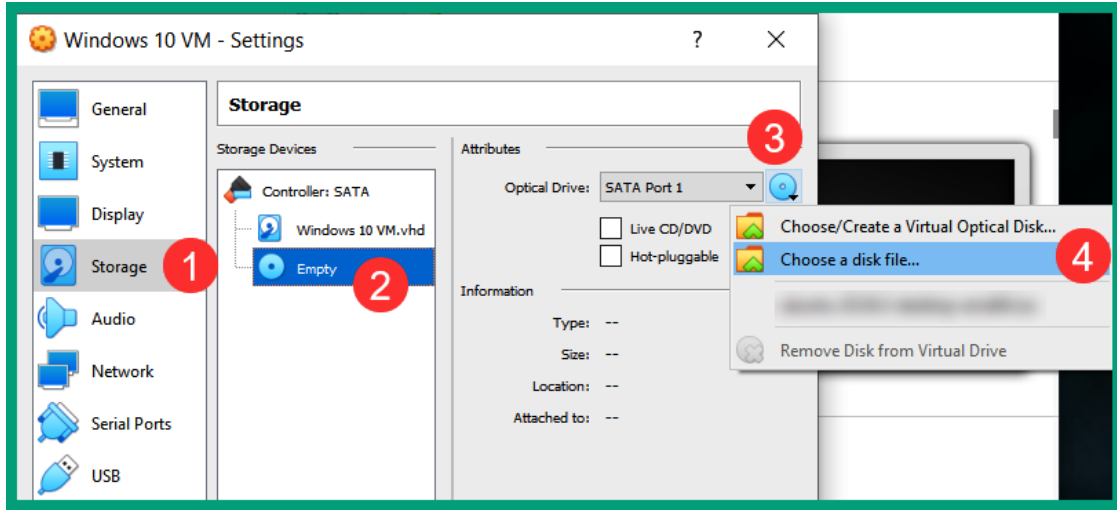 Windows 10 VM - Settings
?
General
System
Display
Storage
1
Audio
Network
Serial Ports
USB
Storage
Storage Devices
Controller: SATA
Windows 10 VM.vhd
Empty
2
Attributes
3
Optical Drive: SATA Port 1
Live CD/DVD
Hot-pluggable
Information
Type: --
Size: --
Location: --
Attached to: --
Choose/Create a Virtual Optical Disk...
Choose a disk file...
4
Remove Disk from Virtual Drive